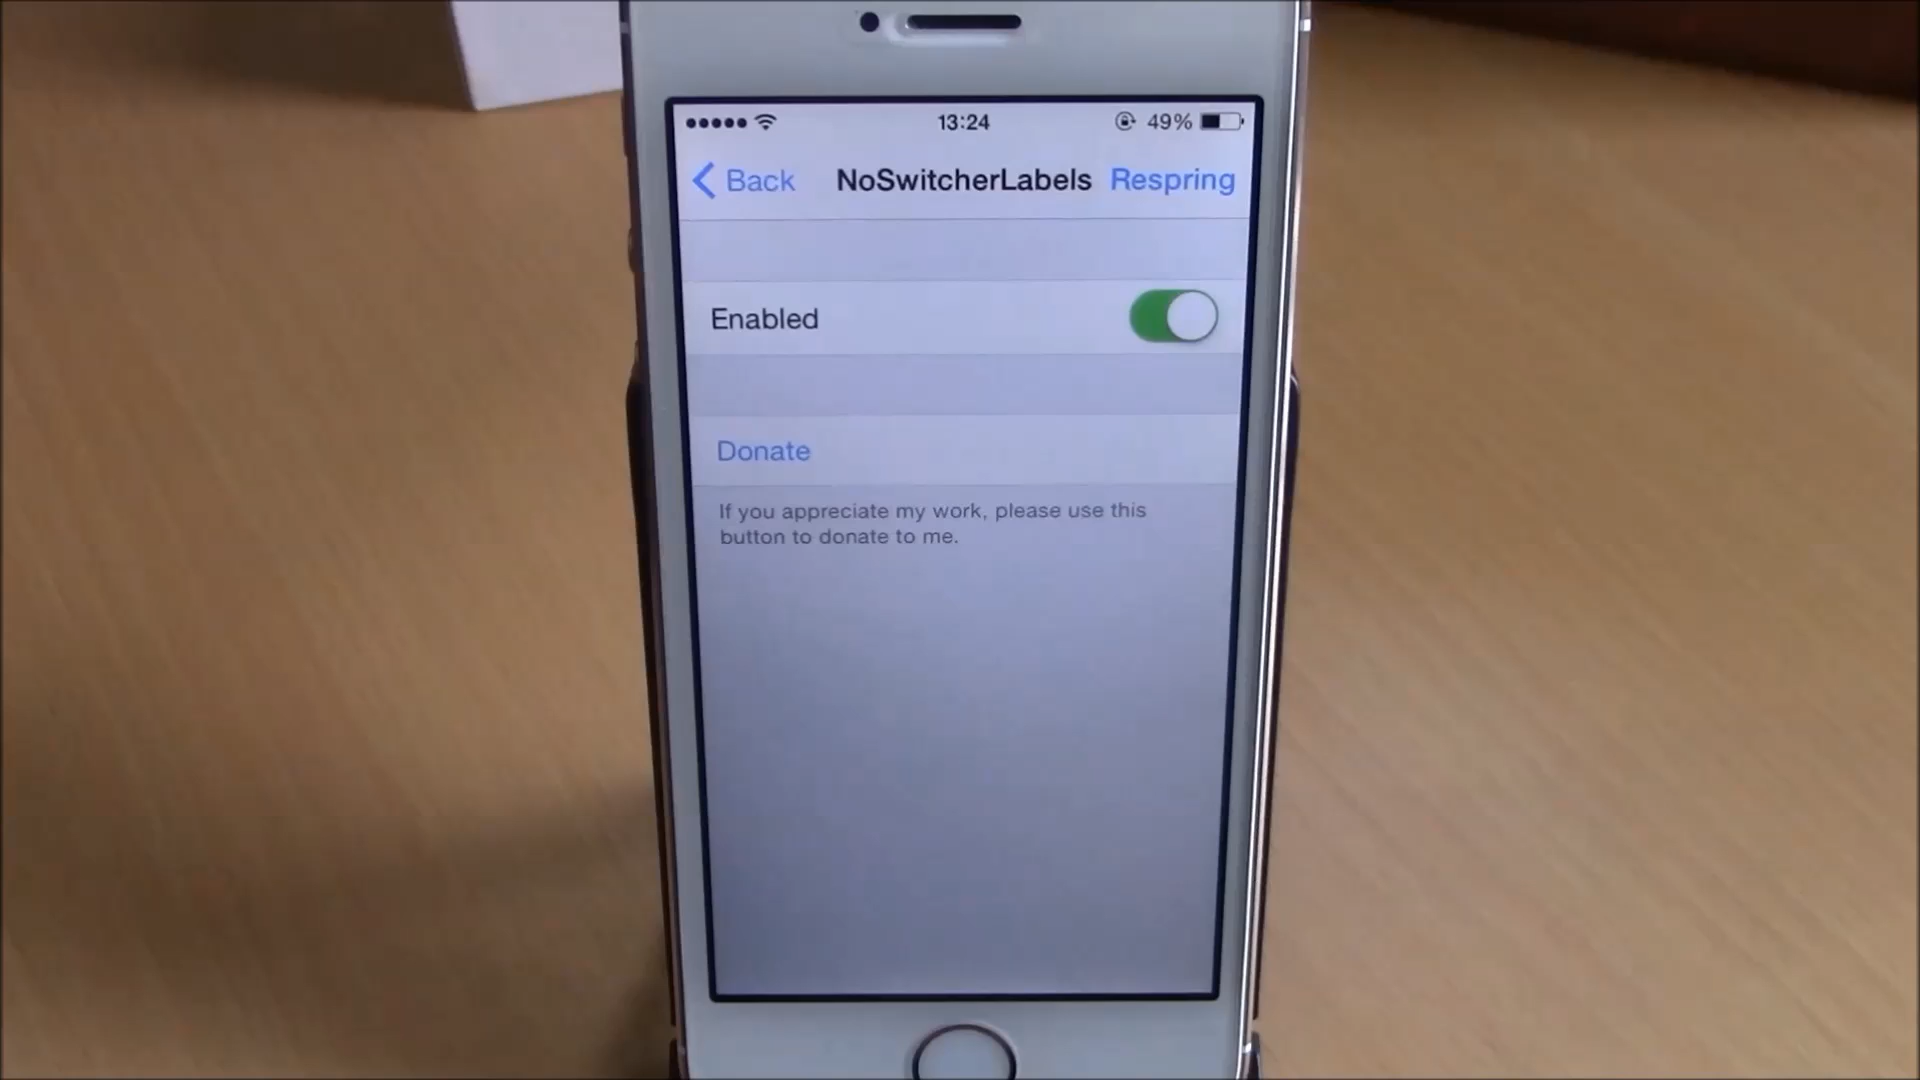 13:24 49%
Back NoSwitcherLabels Respring
Enabled
Donate
If you appreciate my work, please use this
button to donate to me.